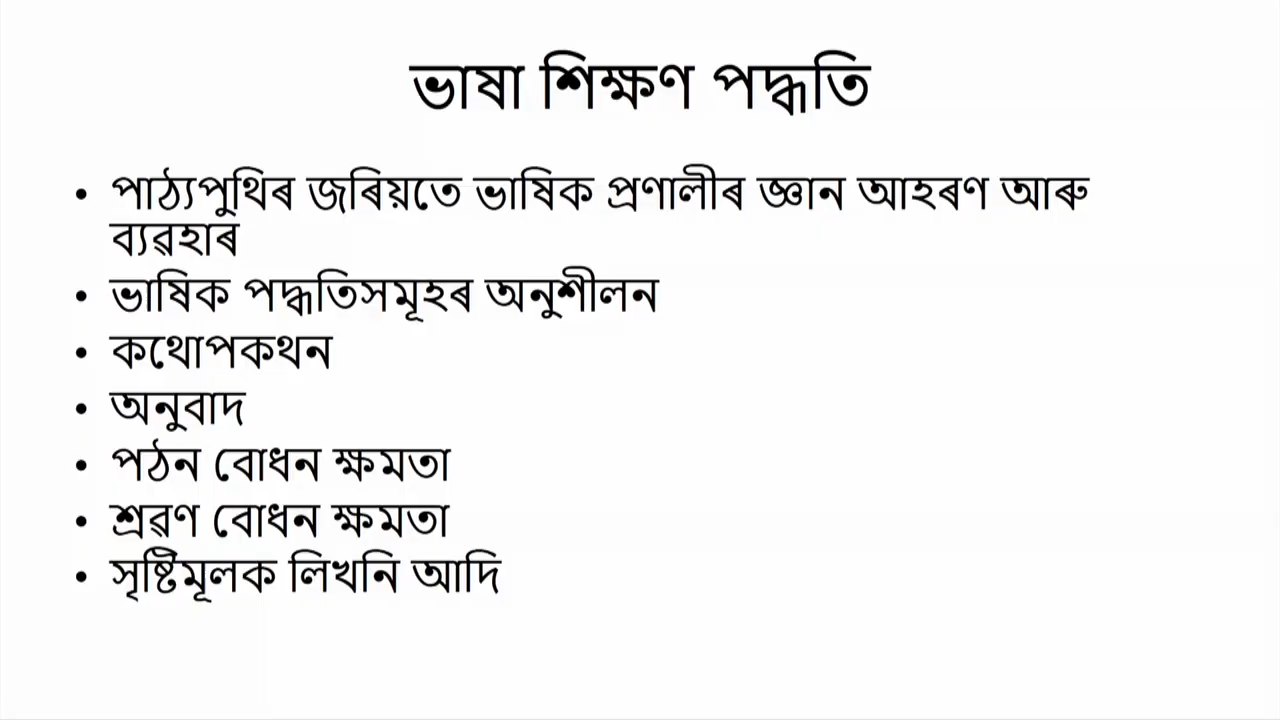 ভাষা শিক্ষণ পদ্ধতি
• পাঠ্যপুথিৰ জৰিয়তে ভাষিক প্ৰণালীৰ জ্ঞান আহৰণ আৰু
ব্যৱহাৰ
• ভাষিক পদ্ধতিসমূহৰ অনুশীলন
• কথোপকথন
• অনুবাদ
• পঠন বোধন ক্ষমতা
• শ্ৰৱণ বোধন ক্ষমতা
• সৃষ্টিমূলক লিখনি আদি